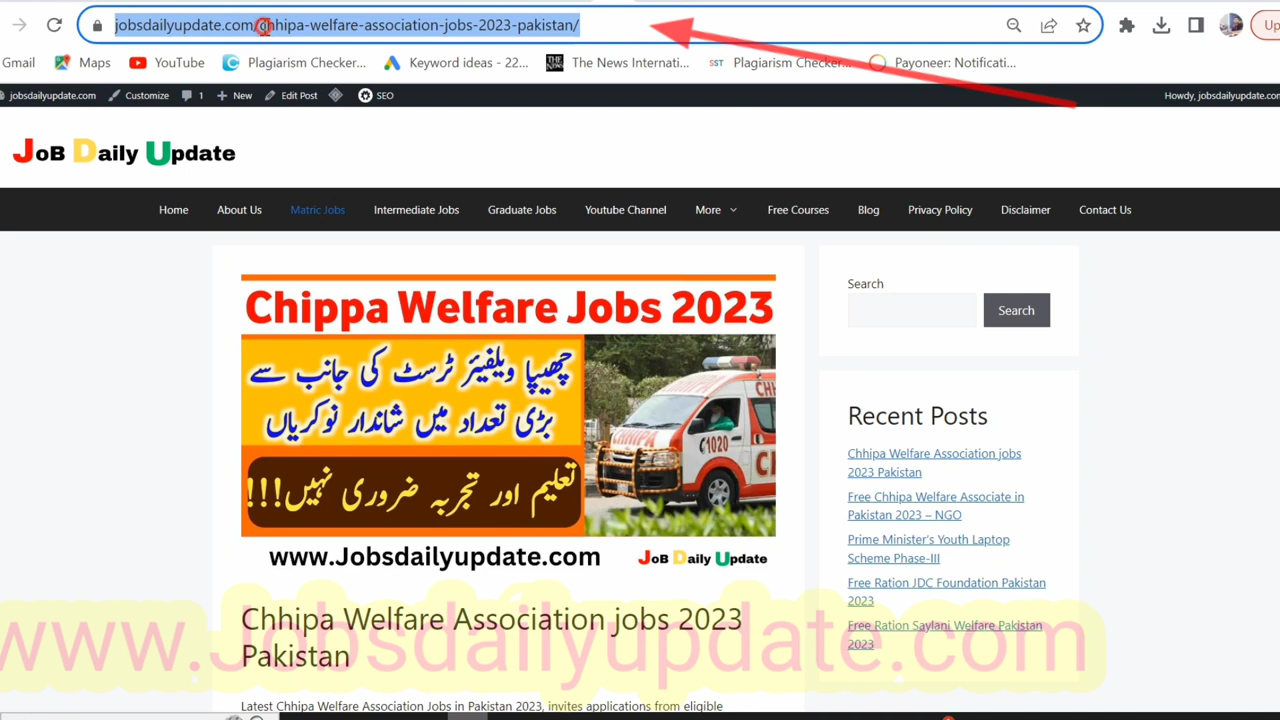 jobsdailyupdate.com/chhipa-welfare-association-jobs-2023-pakistan/
Up
Gmail
Maps
YouTube
Plagiarism Checker...
Keyword ideas - 22...
The News Internati...
SST
Plagiarism Checker...
Payoneer: Notificati...
jobsdailyupdate.com
Customize
1
New
Edit Post
SEO
Howdy, jobsdailyupdate.com
JoB Daily Update
Home
About Us
Matric Jobs
Intermediate Jobs
Graduate Jobs
Youtube Channel
More
Free Courses
Blog
Privacy Policy
Disclaimer
Contact Us
Chippa Welfare Jobs 2023
چھیپا ویلفیئر ٹرسٹ کی جانب سے
بڑی تعداد میں شاندار نوکریاں
تعلیم اور تجربہ ضروری نہیں!!!
CHHIPA
1020
www.Jobsdailyupdate.com
JoB Daily Update
Search
Search
Recent Posts
Chhipa Welfare Association jobs
2023 Pakistan
Free Chhipa Welfare Associate in
Pakistan 2023 – NGO
Prime Minister's Youth Laptop
Scheme Phase-III
Free Ration JDC Foundation Pakistan
2023
Free Ration Saylani Welfare Pakistan
2023
Chhipa Welfare Association jobs 2023
Pakistan
www.Jobsdailyupdate.com
Latest Chhipa Welfare Association Jobs in Pakistan 2023, invites applications from eligible